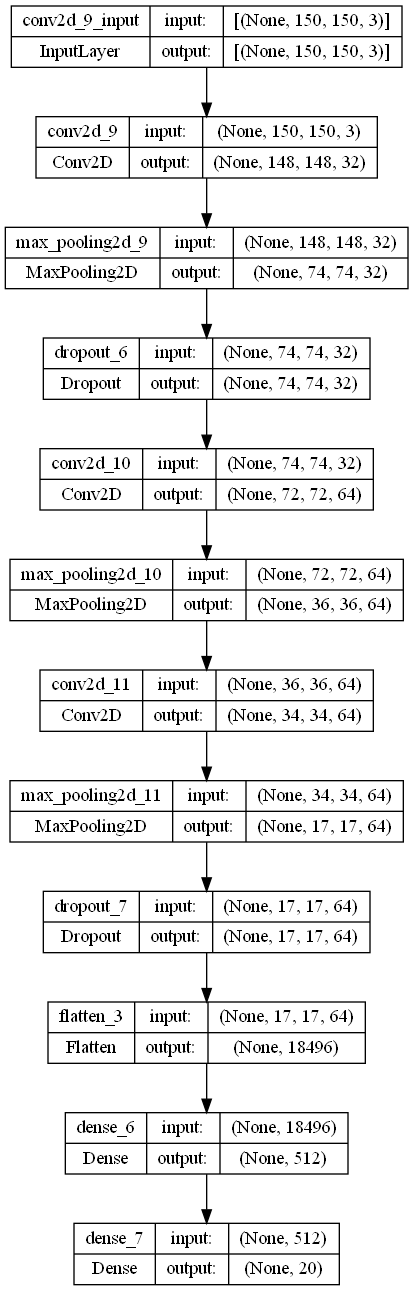 conv2d_9_input input: [(None, 150, 150, 3)]
InputLayer output: [(None, 150, 150, 3)]
conv2d_9 input: (None, 150, 150, 3)
Conv2D output: (None, 148, 148, 32)
max_pooling2d_9 input: (None, 148, 148, 32)
MaxPooling2D output: (None, 74, 74, 32)
dropout_6 input: (None, 74, 74, 32)
Dropout output: (None, 74, 74, 32)
conv2d_10 input: (None, 74, 74, 32)
Conv2D output: (None, 72, 72, 64)
max_pooling2d_10 input: (None, 72, 72, 64)
MaxPooling2D output: (None, 36, 36, 64)
conv2d_11 input: (None, 36, 36, 64)
Conv2D output: (None, 34, 34, 64)
max_pooling2d_11 input: (None, 34, 34, 64)
MaxPooling2D output: (None, 17, 17, 64)
dropout_7 input: (None, 17, 17, 64)
Dropout output: (None, 17, 17, 64)
flatten_3 input: (None, 17, 17, 64)
Flatten output: (None, 18496)
dense_6 input: (None, 18496)
Dense output: (None, 512)
dense_7 input: (None, 512)
Dense output: (None, 20)